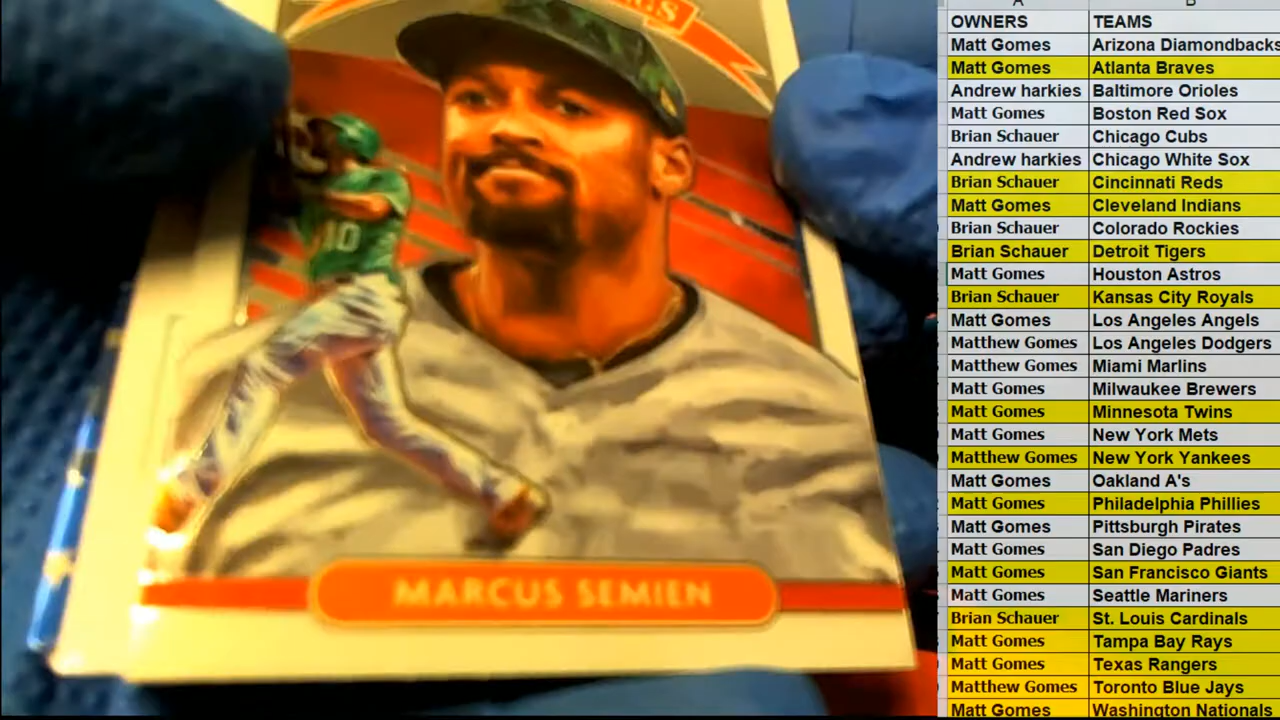 MARCUS SEMIEN
10
A B
OWNERS TEAMS
Matt Gomes Arizona Diamondbacks
Matt Gomes Atlanta Braves
Andrew harkies Baltimore Orioles
Matt Gomes Boston Red Sox
Brian Schauer Chicago Cubs
Andrew harkies Chicago White Sox
Brian Schauer Cincinnati Reds
Matt Gomes Cleveland Indians
Brian Schauer Colorado Rockies
Brian Schauer Detroit Tigers
Matt Gomes Houston Astros
Brian Schauer Kansas City Royals
Matt Gomes Los Angeles Angels
Matthew Gomes Los Angeles Dodgers
Matthew Gomes Miami Marlins
Matt Gomes Milwaukee Brewers
Matt Gomes Minnesota Twins
Matt Gomes New York Mets
Matthew Gomes New York Yankees
Matt Gomes Oakland A's
Matt Gomes Philadelphia Phillies
Matt Gomes Pittsburgh Pirates
Matt Gomes San Diego Padres
Matt Gomes San Francisco Giants
Matt Gomes Seattle Mariners
Brian Schauer St. Louis Cardinals
Matt Gomes Tampa Bay Rays
Matt Gomes Texas Rangers
Matthew Gomes Toronto Blue Jays
Matt Gomes Washington Nationals